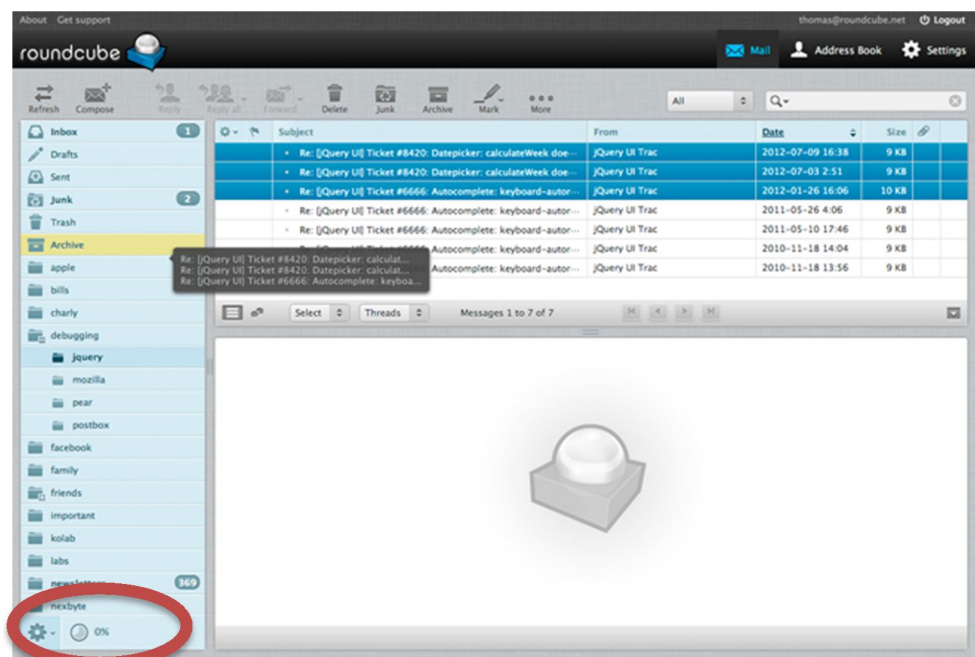 About Get support thomas@roundcube.net Logout
roundcube Mail Address Book Settings
Refresh Compose Reply Reply all Forward Delete Junk Archive Mark More All
Inbox 1 Subject From Date Size
Drafts Re: [jQuery UI] Ticket #8420: Datepicker: calculateWeek doe... jQuery UI Trac 2012-07-09 16:38 9 KB
Sent Re: [jQuery UI] Ticket #8420: Datepicker: calculateWeek doe... jQuery UI Trac 2012-07-03 2:51 9 KB
Junk 2 Re: [jQuery UI] Ticket #6666: Autocomplete: keyboard-autor... jQuery UI Trac 2012-01-26 16:06 10 KB
Trash Re: [jQuery UI] Ticket #6666: Autocomplete: keyboard-autor... jQuery UI Trac 2011-05-26 4:06 9 KB
Re: [jQuery UI] Ticket #6666: Autocomplete: keyboard-autor... jQuery UI Trac 2011-05-10 17:46 9 KB
Archive Autocomplete: keyboard-autor... jQuery UI Trac 2010-11-18 14:04 9 KB
apple Autocomplete: keyboard-autor... jQuery UI Trac 2010-11-18 13:56 9 KB
Re: [jQuery UI] Ticket #8420: Datepicker: calculat...
Re: [jQuery UI] Ticket #8420: Datepicker: calculat...
Re: [jQuery UI] Ticket #6666: Autocomplete: keyboa...
bills
charly Select Threads Messages 1 to 7 of 7
debugging
jquery
mozilla
pear
postbox
facebook
family
friends
important
kolab
labs
newsletters 369
nexbyte
0%